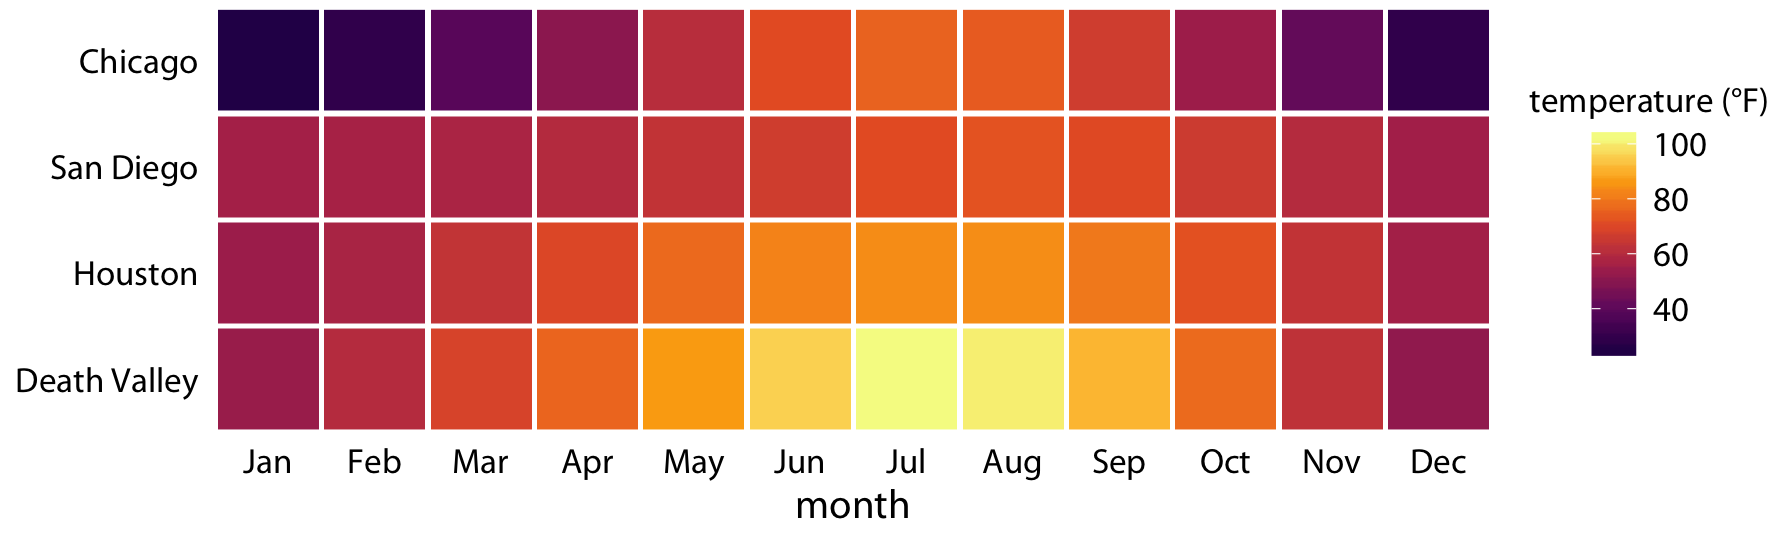 Chicago
San Diego
Houston
Death Valley
Jan Feb Mar Apr May Jun Jul Aug Sep Oct Nov Dec
month
temperature (°F)
100
80
60
40